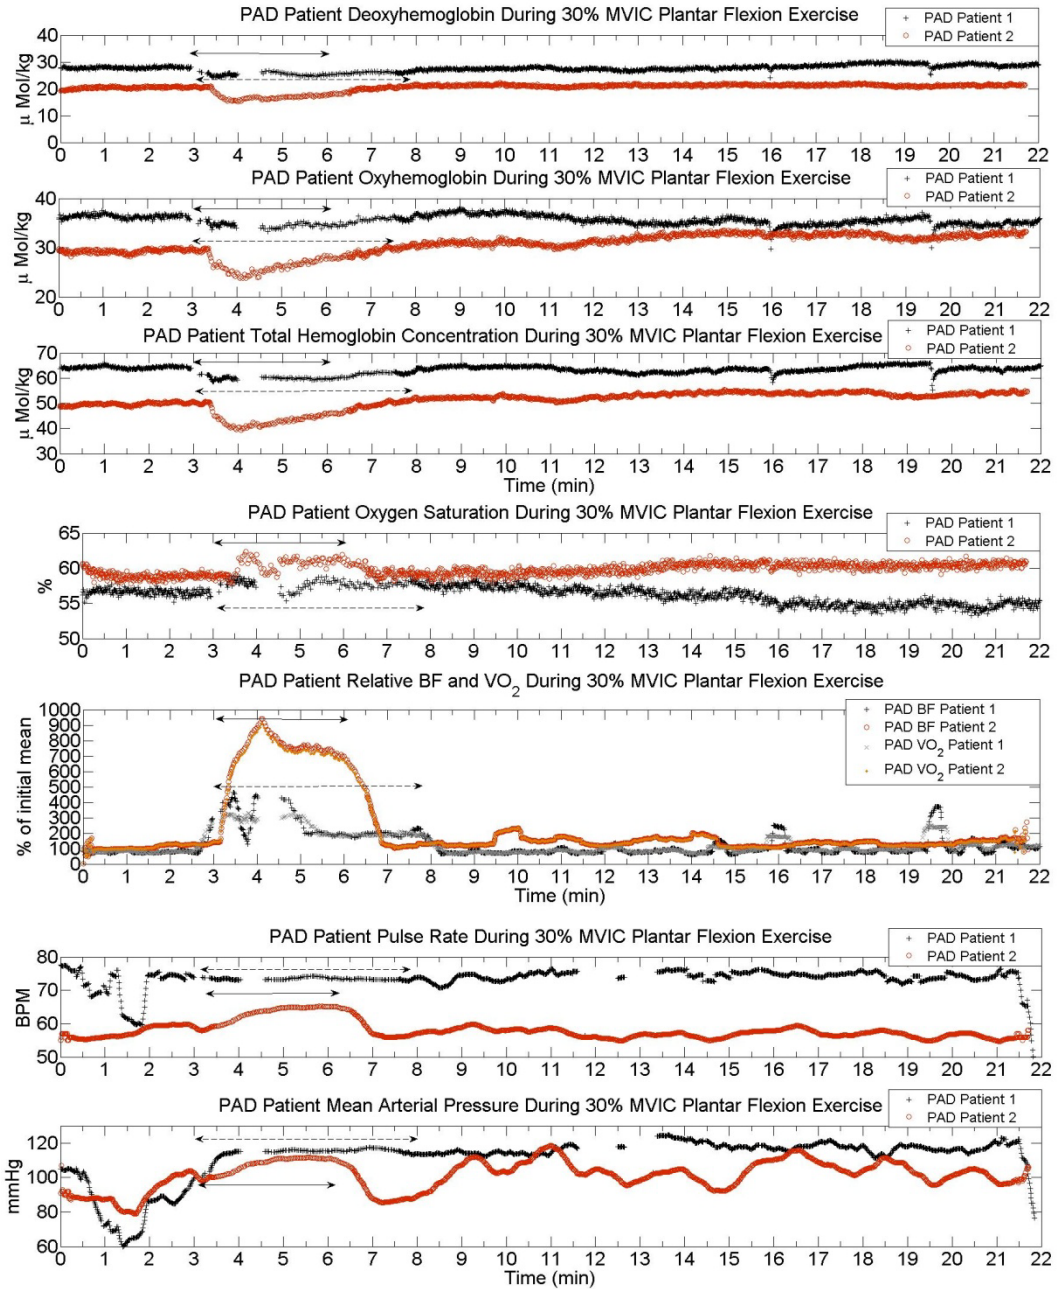 PAD Patient Deoxyhemoglobin During 30% MVIC Plantar Flexion Exercise
PAD Patient 1
PAD Patient 2
μ Mol/kg
40
30
20
10
0
0 1 2 3 4 5 6 7 8 9 10 11 12 13 14 15 16 17 18 19 20 21 22
PAD Patient Oxyhemoglobin During 30% MVIC Plantar Flexion Exercise
PAD Patient 1
PAD Patient 2
μ Mol/kg
40
30
20
0 1 2 3 4 5 6 7 8 9 10 11 12 13 14 15 16 17 18 19 20 21 22
PAD Patient Total Hemoglobin Concentration During 30% MVIC Plantar Flexion Exercise
PAD Patient 1
PAD Patient 2
μ Mol/kg
70
60
50
40
30
0 1 2 3 4 5 6 7 8 9 10 11 12 13 14 15 16 17 18 19 20 21 22
Time (min)
PAD Patient Oxygen Saturation During 30% MVIC Plantar Flexion Exercise
PAD Patient 1
PAD Patient 2
%
65
60
55
50
0 1 2 3 4 5 6 7 8 9 10 11 12 13 14 15 16 17 18 19 20 21 22
PAD Patient Relative BF and VO2 During 30% MVIC Plantar Flexion Exercise
PAD BF Patient 1
PAD BF Patient 2
PAD VO2 Patient 1
PAD VO2 Patient 2
% of initial mean
1000
900
800
700
600
500
400
300
200
100
0
0 1 2 3 4 5 6 7 8 9 10 11 12 13 14 15 16 17 18 19 20 21 22
Time (min)
PAD Patient Pulse Rate During 30% MVIC Plantar Flexion Exercise
PAD Patient 1
PAD Patient 2
BPM
80
70
60
50
0 1 2 3 4 5 6 7 8 9 10 11 12 13 14 15 16 17 18 19 20 21 22
PAD Patient Mean Arterial Pressure During 30% MVIC Plantar Flexion Exercise
PAD Patient 1
PAD Patient 2
mmHg
120
100
80
60
0 1 2 3 4 5 6 7 8 9 10 11 12 13 14 15 16 17 18 19 20 21 22
Time (min)